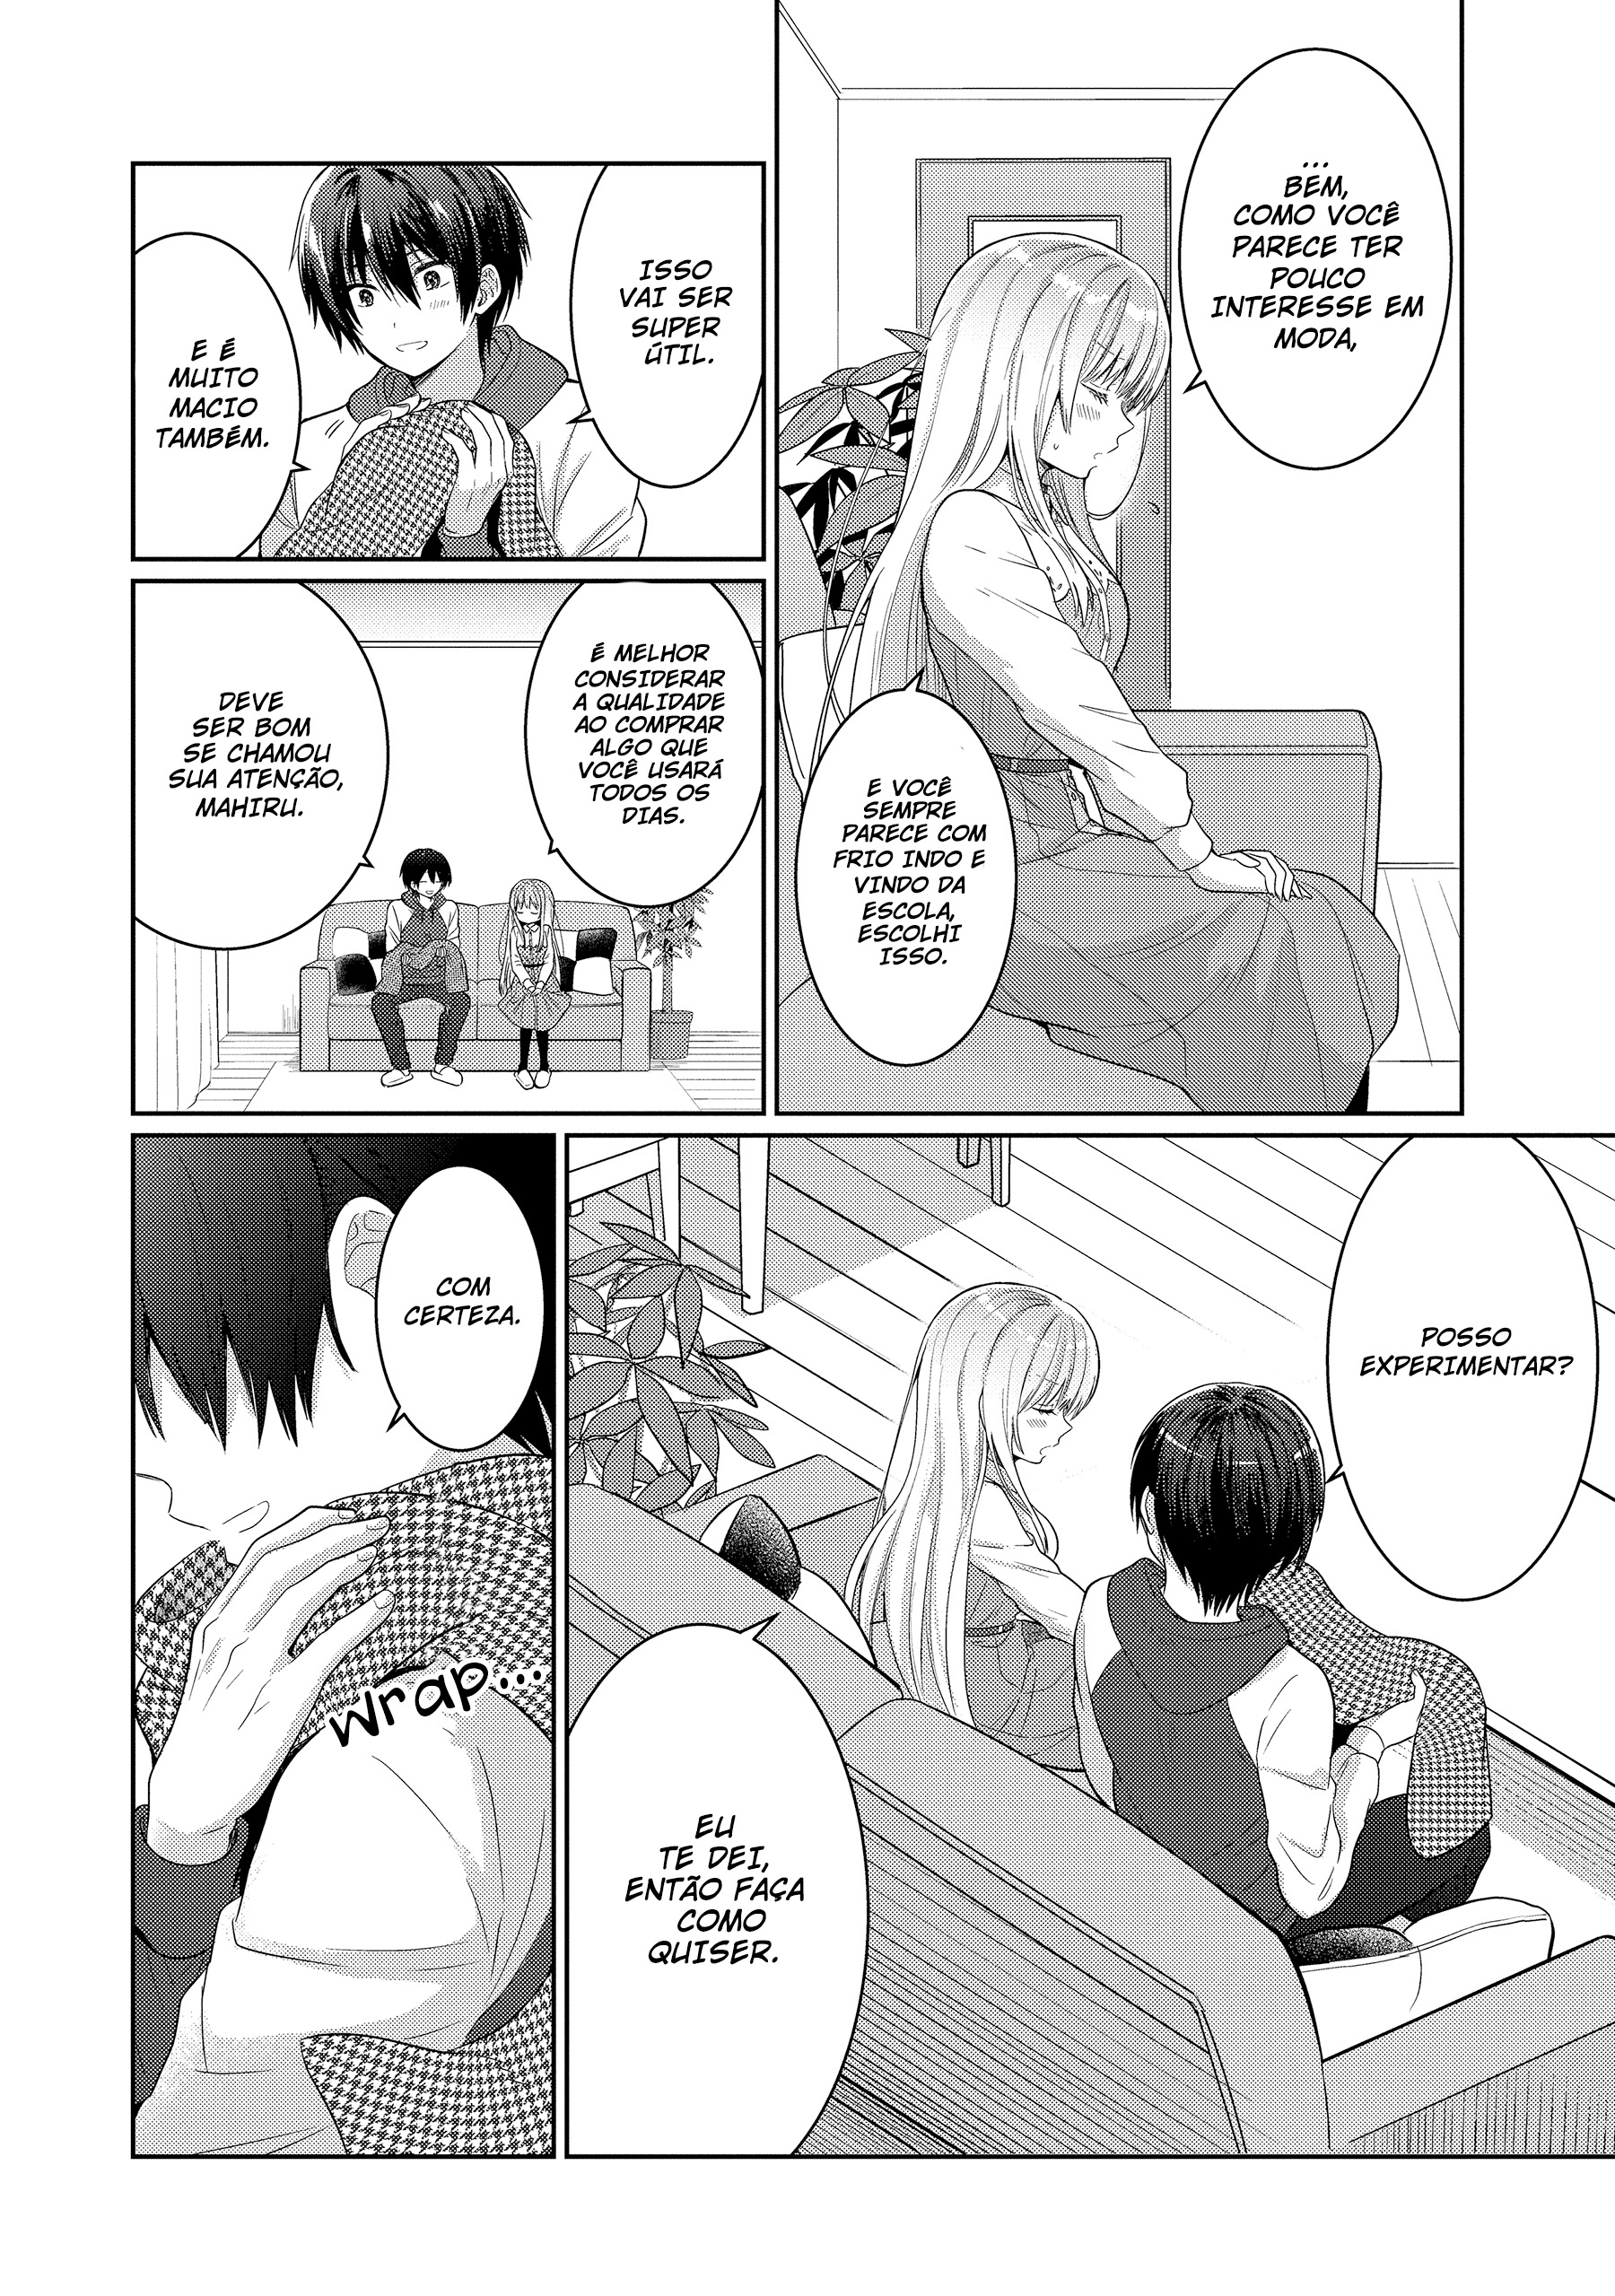 ...
BEM,
COMO VOCÊ
PARECE TER
POUCO
INTERESSE EM
MODA,
E VOCÊ
SEMPRE
PARECE COM
FRIO INDO E
VINDO DA
ESCOLA,
ESCOLHI
ISSO.
ISSO
VAI SER
SUPER
ÚTIL.
E É
MUITO
MACIO
TAMBÉM.
É MELHOR
CONSIDERAR
A QUALIDADE
AO COMPRAR
ALGO QUE
VOCÊ USARÁ
TODOS OS
DIAS.
DEVE
SER BOM
SE CHAMOU
SUA ATENÇÃO,
MAHIRU.
POSSO
EXPERIMENTAR?
EU
TE DEI,
ENTÃO FAÇA
COMO
QUISER.
COM
CERTEZA.
Wrap...